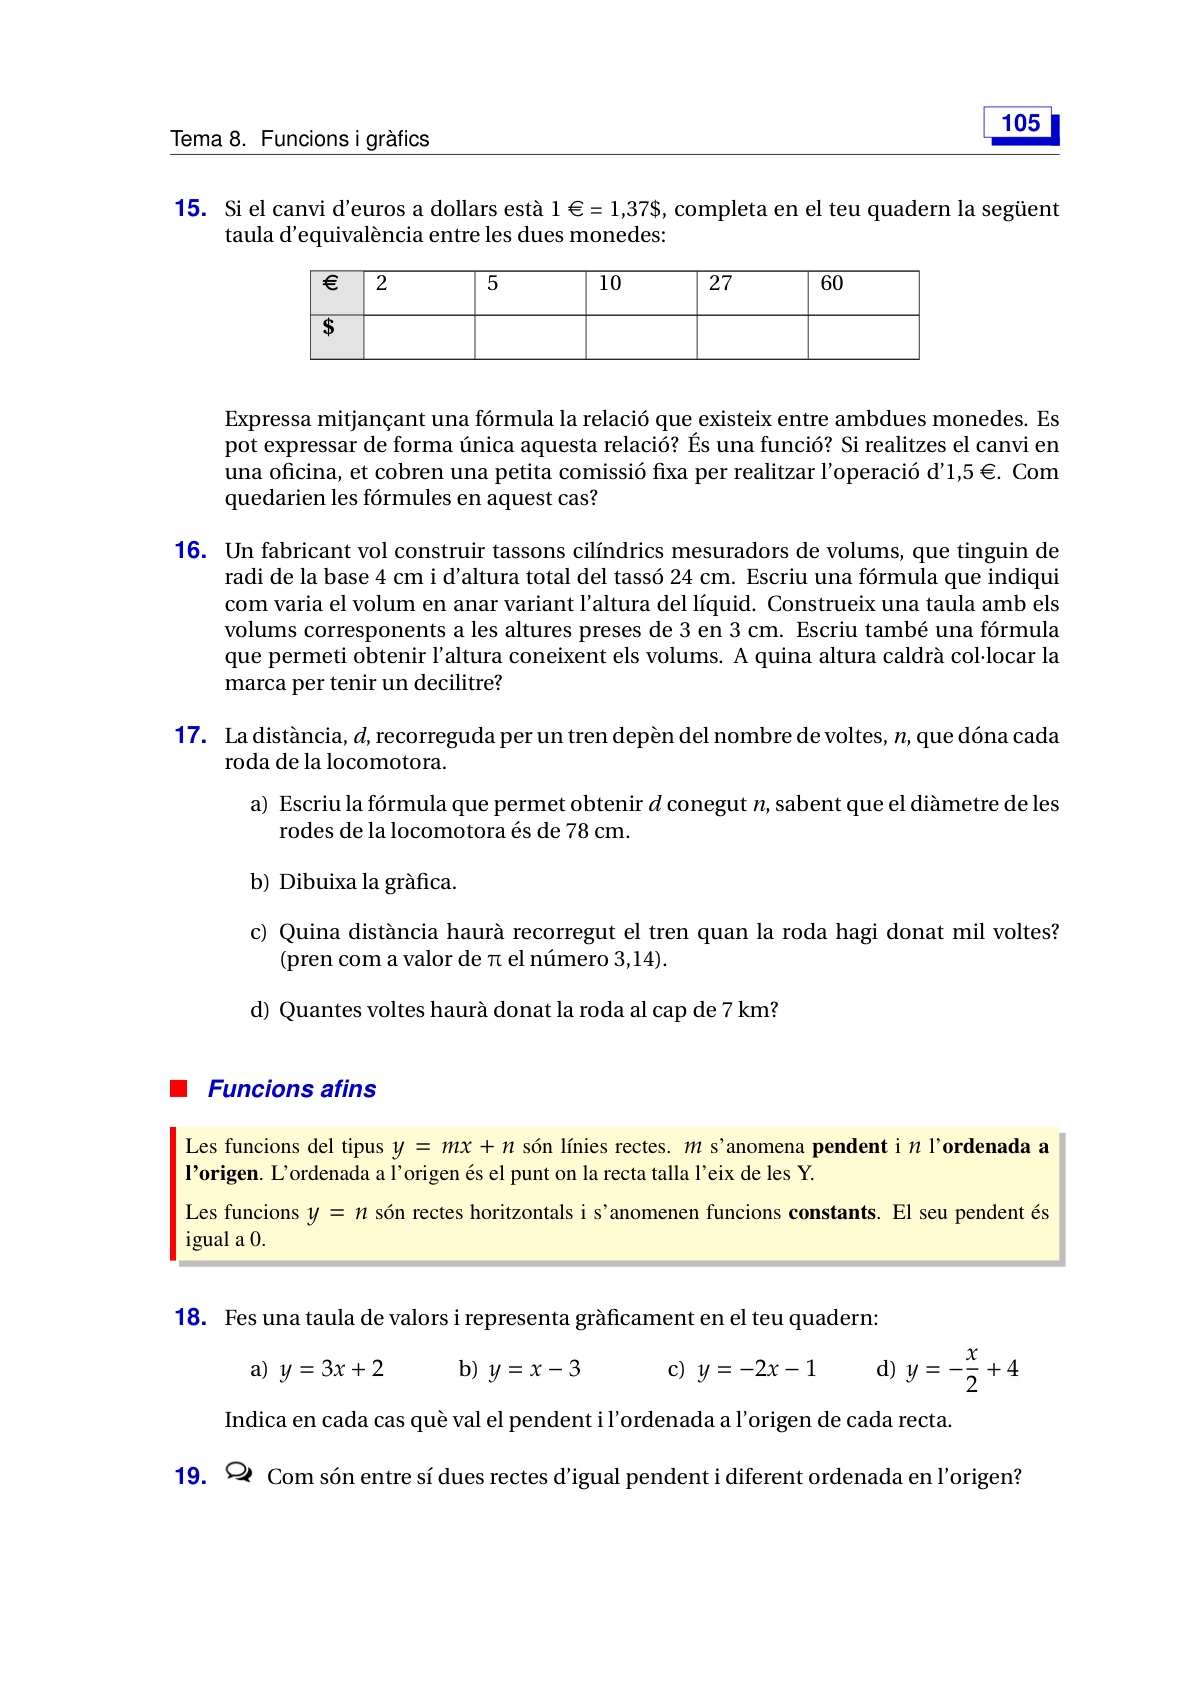 Tema 8. Funcions i gràfics
105
15. Si el canvi d'euros a dollars està 1 € = 1,37$, completa en el teu quadern la següent
taula d'equivalència entre les dues monedes:
€ 2 5 10 27 60
$
Expressa mitjançant una fórmula la relació que existeix entre ambdues monedes. Es
pot expressar de forma única aquesta relació? És una funció? Si realitzes el canvi en
una oficina, et cobren una petita comissió fixa per realitzar l'operació d'1,5 €. Com
quedarien les fórmules en aquest cas?
16. Un fabricant vol construir tassons cilíndrics mesuradors de volums, que tinguin de
radi de la base 4 cm i d'altura total del tassó 24 cm. Escriu una fórmula que indiqui
com varia el volum en anar variant l'altura del líquid. Construeix una taula amb els
volums corresponents a les altures preses de 3 en 3 cm. Escriu també una fórmula
que permeti obtenir l'altura coneixent els volums. A quina altura caldrà col·locar la
marca per tenir un decilitre?
17. La distància, d, recorreguda per un tren depèn del nombre de voltes, n, que dóna cada
roda de la locomotora.
a) Escriu la fórmula que permet obtenir d conegut n, sabent que el diàmetre de les
rodes de la locomotora és de 78 cm.
b) Dibuixa la gràfica.
c) Quina distància haurà recorregut el tren quan la roda hagi donat mil voltes?
(pren com a valor de π el número 3,14).
d) Quantes voltes haurà donat la roda al cap de 7 km?
Funcions afins
Les funcions del tipus y = mx + n són línies rectes. m s'anomena pendent i n l'ordenada a
l'origen. L'ordenada a l'origen és el punt on la recta talla l'eix de les Y.
Les funcions y = n són rectes horitzontals i s'anomenen funcions constants. El seu pendent és
igual a 0.
18. Fes una taula de valors i representa gràficament en el teu quadern:
a) y = 3x + 2 b) y = x − 3 c) y = −2x − 1 d) y = −x/2 + 4
Indica en cada cas què val el pendent i l'ordenada a l'origen de cada recta.
19. Com són entre sí dues rectes d'igual pendent i diferent ordenada en l'origen?